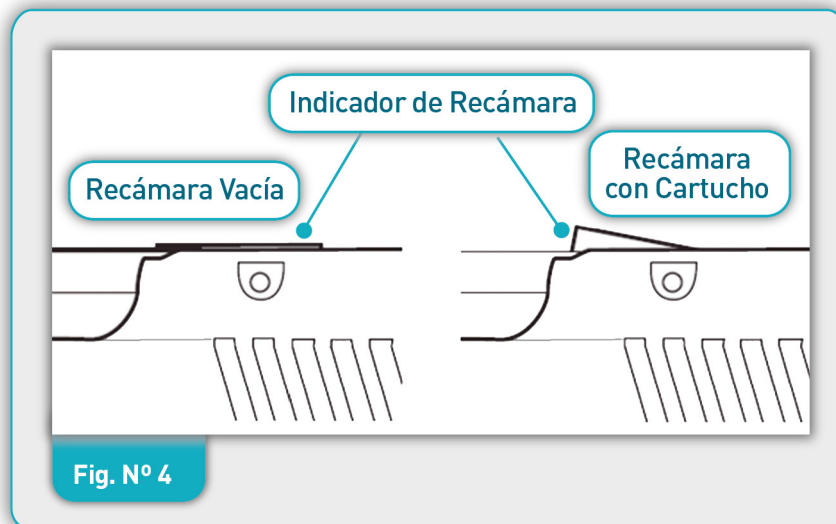 Indicador de Recámara
Recámara Vacía
Recámara
con Cartucho
Fig. Nº 4